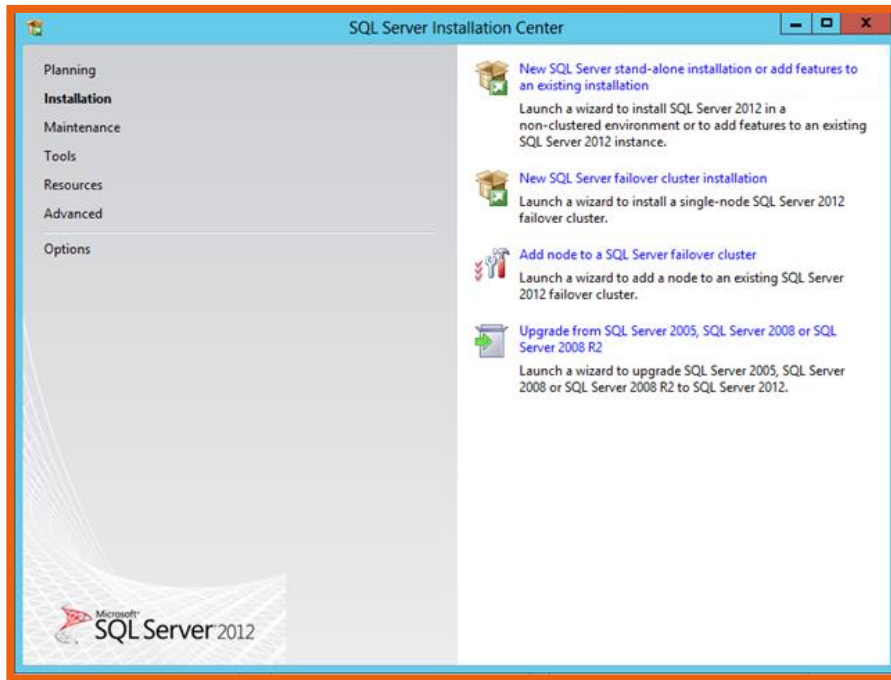 SQL Server Installation Center
Planning
Installation
Maintenance
Tools
Resources
Advanced
Options
New SQL Server stand-alone installation or add features to
an existing installation
Launch a wizard to install SQL Server 2012 in a
non-clustered environment or to add features to an existing
SQL Server 2012 instance.
New SQL Server failover cluster installation
Launch a wizard to install a single-node SQL Server 2012
failover cluster.
Add node to a SQL Server failover cluster
Launch a wizard to add a node to an existing SQL Server
2012 failover cluster.
Upgrade from SQL Server 2005, SQL Server 2008 or SQL
Server 2008 R2
Launch a wizard to upgrade SQL Server 2005, SQL Server
2008 or SQL Server 2008 R2 to SQL Server 2012.
Microsoft
SQL Server 2012